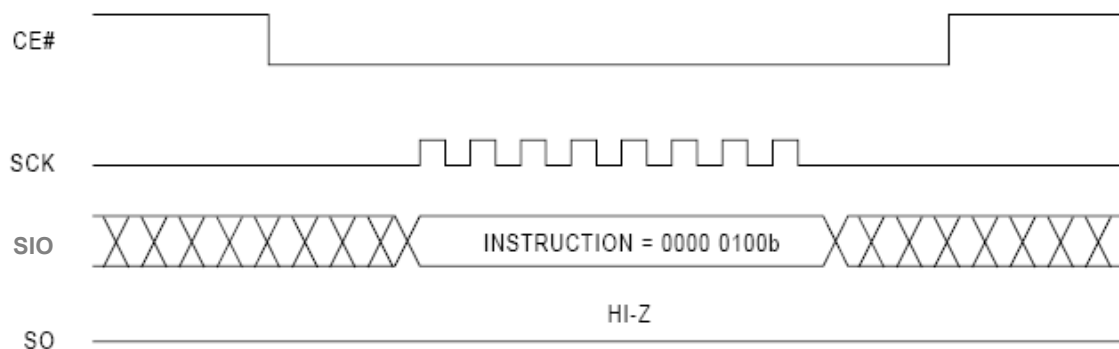 CE#
SCK
SIO
INSTRUCTION = 0000 0100b
HI-Z
SO